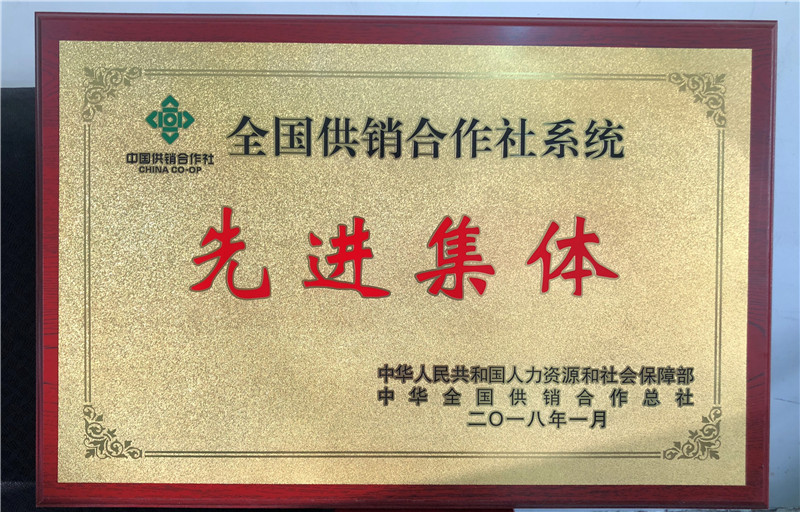 中国供销合作社
CHINA CO-OP
全国供销合作社系统
先进集体
中华人民共和国人力资源和社会保障部
中华全国供销合作总社
二〇一八年一月